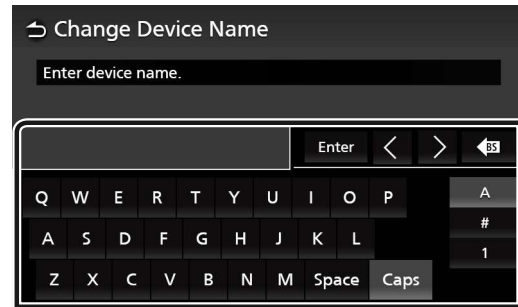 Change Device Name
Enter device name.
Enter < > BS
Q W E R T Y U I O P A
A S D F G H J K L #
1
Z X C V B N M Space Caps